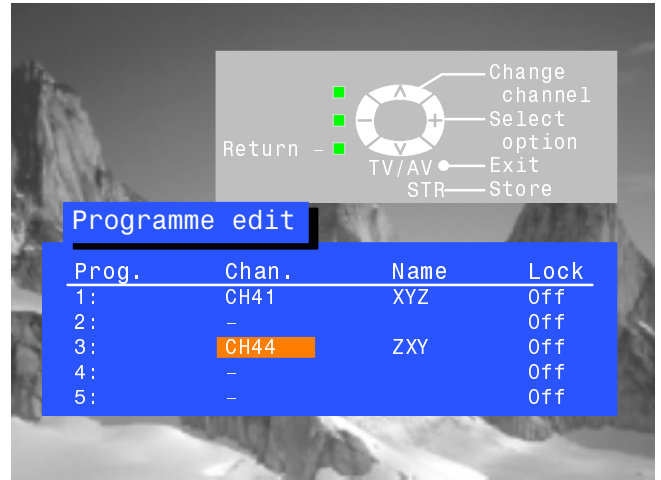 Change
channel
Select
option
Return –
TV/AV
Exit
STR
Store
Programme edit
Prog. Chan. Name Lock
1: CH41 XYZ Off
2: – Off
3: CH44 ZXY Off
4: – Off
5: – Off